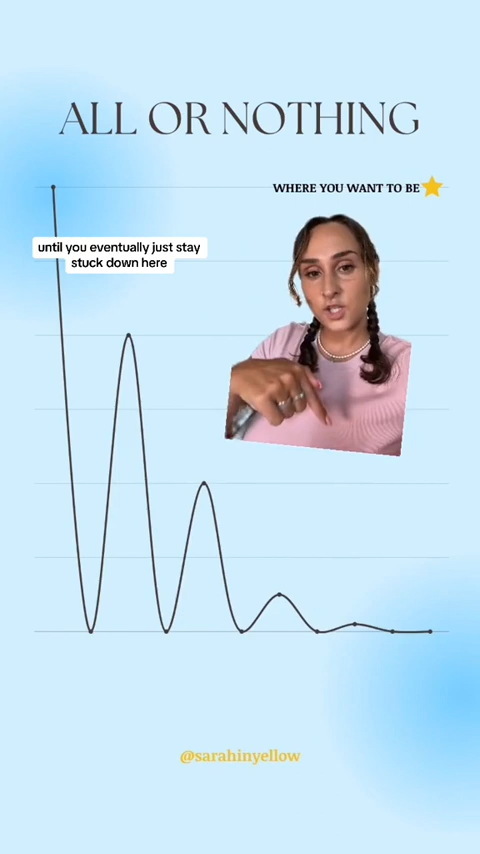 ALL OR NOTHING
WHERE YOU WANT TO BE
until you eventually just stay
stuck down here
@sarahinyellow